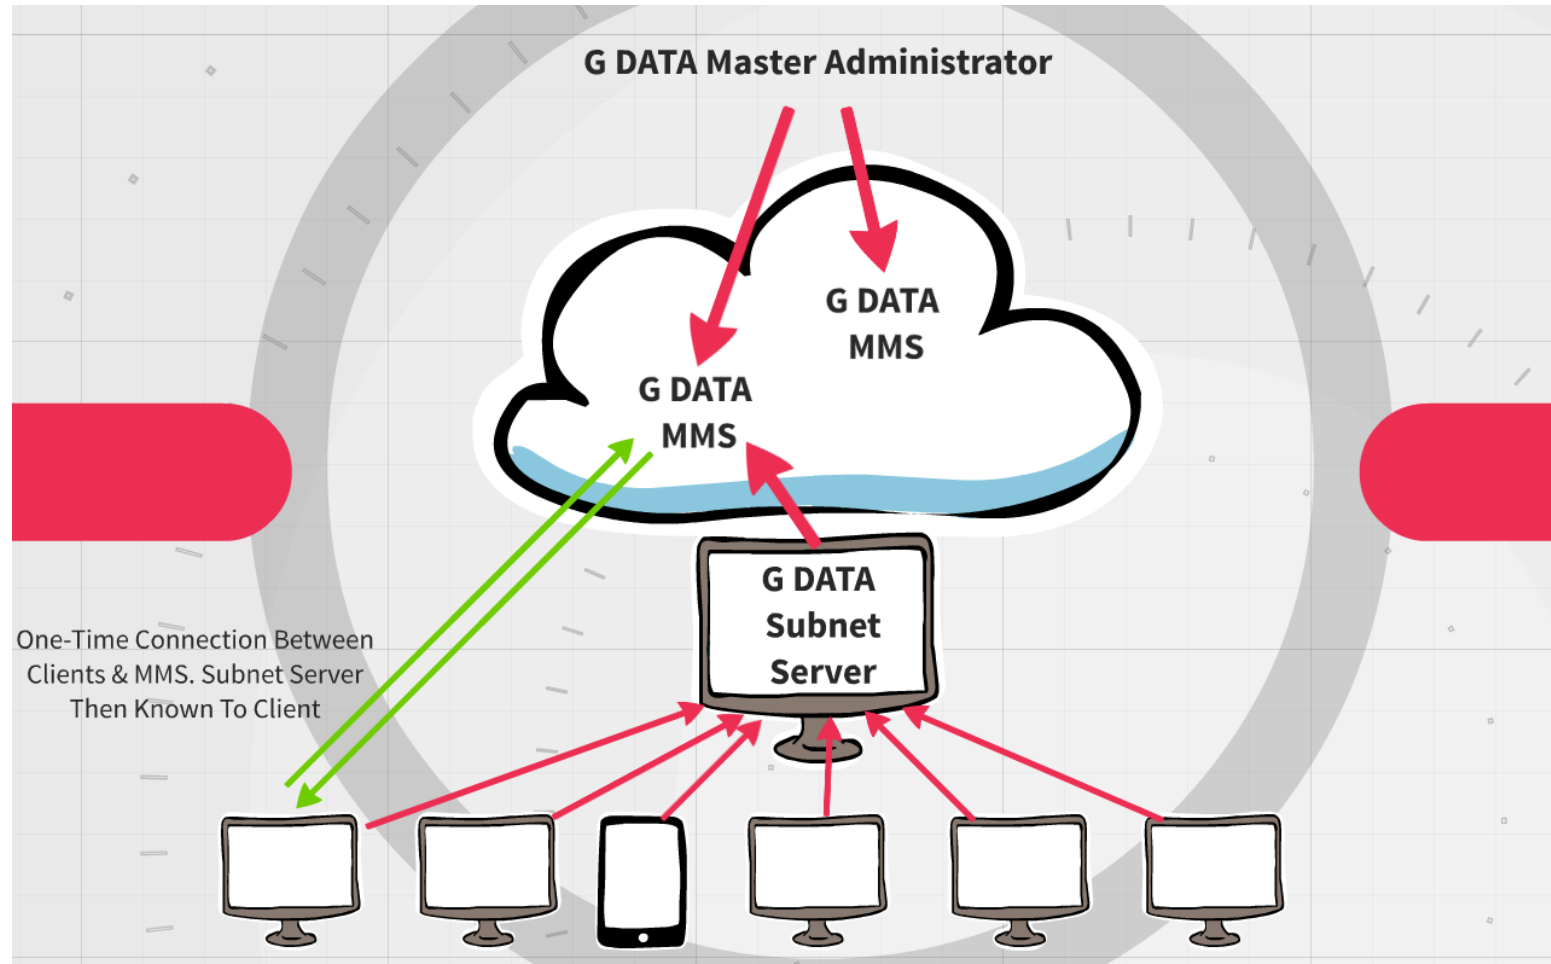 G DATA Master Administrator
G DATA
MMS
G DATA
MMS
G DATA
Subnet
Server
One-Time Connection Between
Clients & MMS. Subnet Server
Then Known To Client